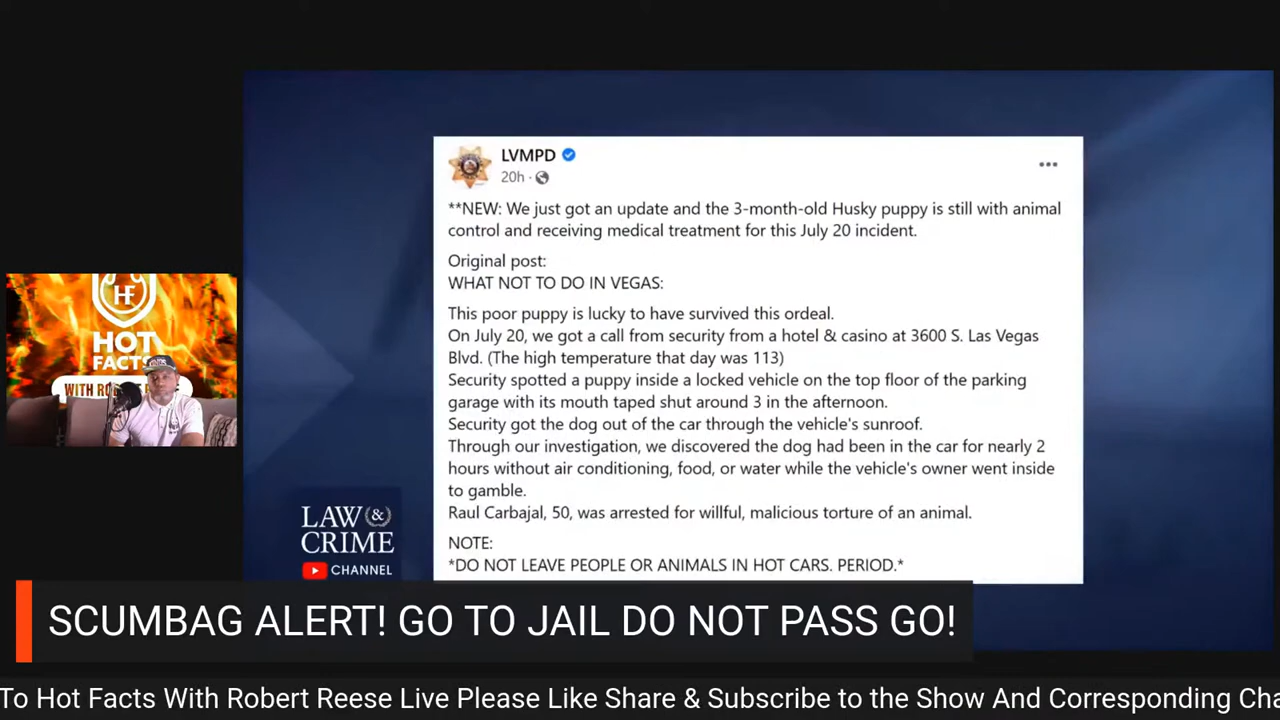 LVMPD
20h ·
**NEW: We just got an update and the 3-month-old Husky puppy is still with animal
control and receiving medical treatment for this July 20 incident.
Original post:
WHAT NOT TO DO IN VEGAS:
This poor puppy is lucky to have survived this ordeal.
On July 20, we got a call from security from a hotel & casino at 3600 S. Las Vegas
Blvd. (The high temperature that day was 113)
Security spotted a puppy inside a locked vehicle on the top floor of the parking
garage with its mouth taped shut around 3 in the afternoon.
Security got the dog out of the car through the vehicle's sunroof.
Through our investigation, we discovered the dog had been in the car for nearly 2
hours without air conditioning, food, or water while the vehicle's owner went inside
to gamble.
Raul Carbajal, 50, was arrested for willful, malicious torture of an animal.
NOTE:
*DO NOT LEAVE PEOPLE OR ANIMALS IN HOT CARS. PERIOD.*
HF
HOT
FACTS
LAW &
CRIME
CHANNEL
SCUMBAG ALERT! GO TO JAIL DO NOT PASS GO!
To Hot Facts With Robert Reese Live Please Like Share & Subscribe to the Show And Corresponding Cha